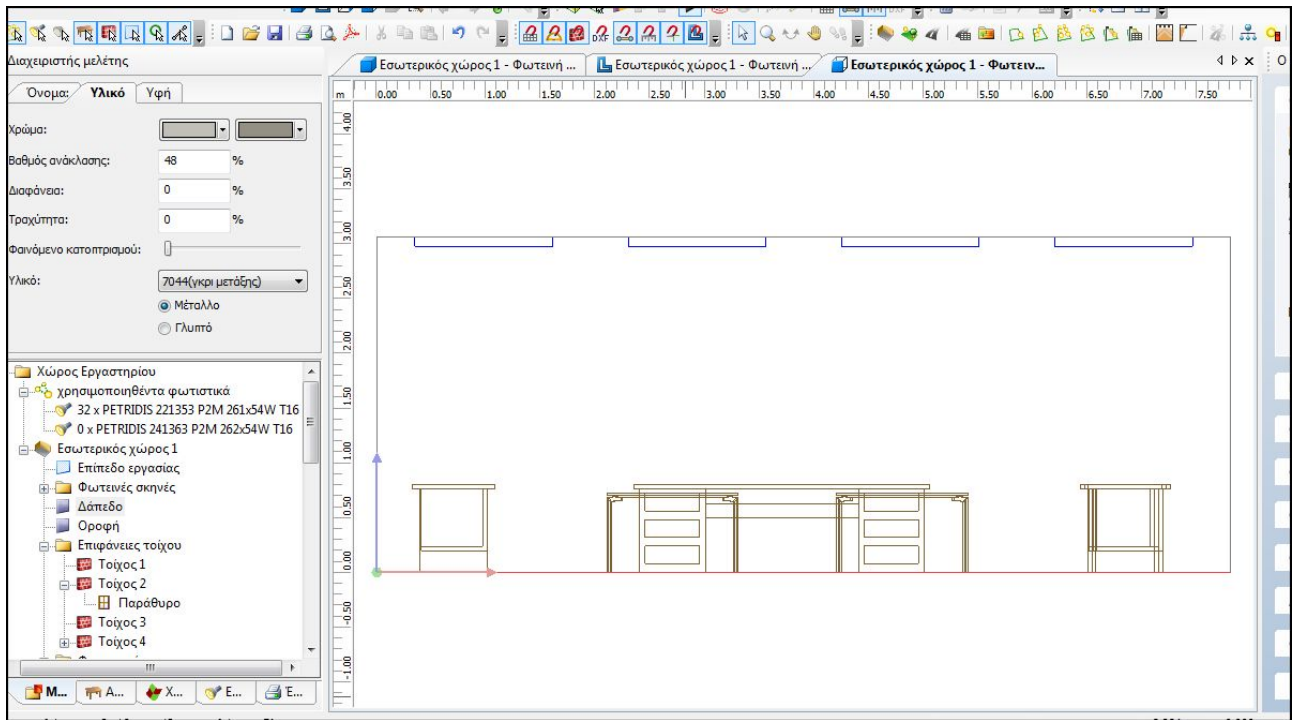 DXF
Διαχειριστής μελέτης
Εσωτερικός χώρος 1 - Φωτεινή ...
Εσωτερικός χώρος 1 - Φωτεινή ...
Εσωτερικός χώρος 1 - Φωτειν...
Όνομα:
Υλικό
Υφή
m 0.00 0.50 1.00 1.50 2.00 2.50 3.00 3.50 4.00 4.50 5.00 5.50 6.00 6.50 7.00 7.50
4.00
3.50
3.00
2.50
2.00
1.50
1.00
0.50
0.00
-0.50
-1.00
Χρώμα:
Βαθμός ανάκλασης: 48 %
Διαφάνεια: 0 %
Τραχύτητα: 0 %
Φαινόμενο κατοπτρισμού:
Υλικό: 7044(γκρι μετάξης)
Μέταλλο
Γλυπτό
Χώρος Εργαστηρίου
χρησιμοποιηθέντα φωτιστικά
32 x PETRIDIS 221353 P2M 261x54W T16
0 x PETRIDIS 241363 P2M 262x54W T16
Εσωτερικός χώρος 1
Επίπεδο εργασίας
Φωτεινές σκηνές
Δάπεδο
Οροφή
Επιφάνειες τοίχου
Τοίχος 1
Τοίχος 2
Παράθυρο
Τοίχος 3
Τοίχος 4
Μ...
Α...
Χ...
Ε...
Έ...